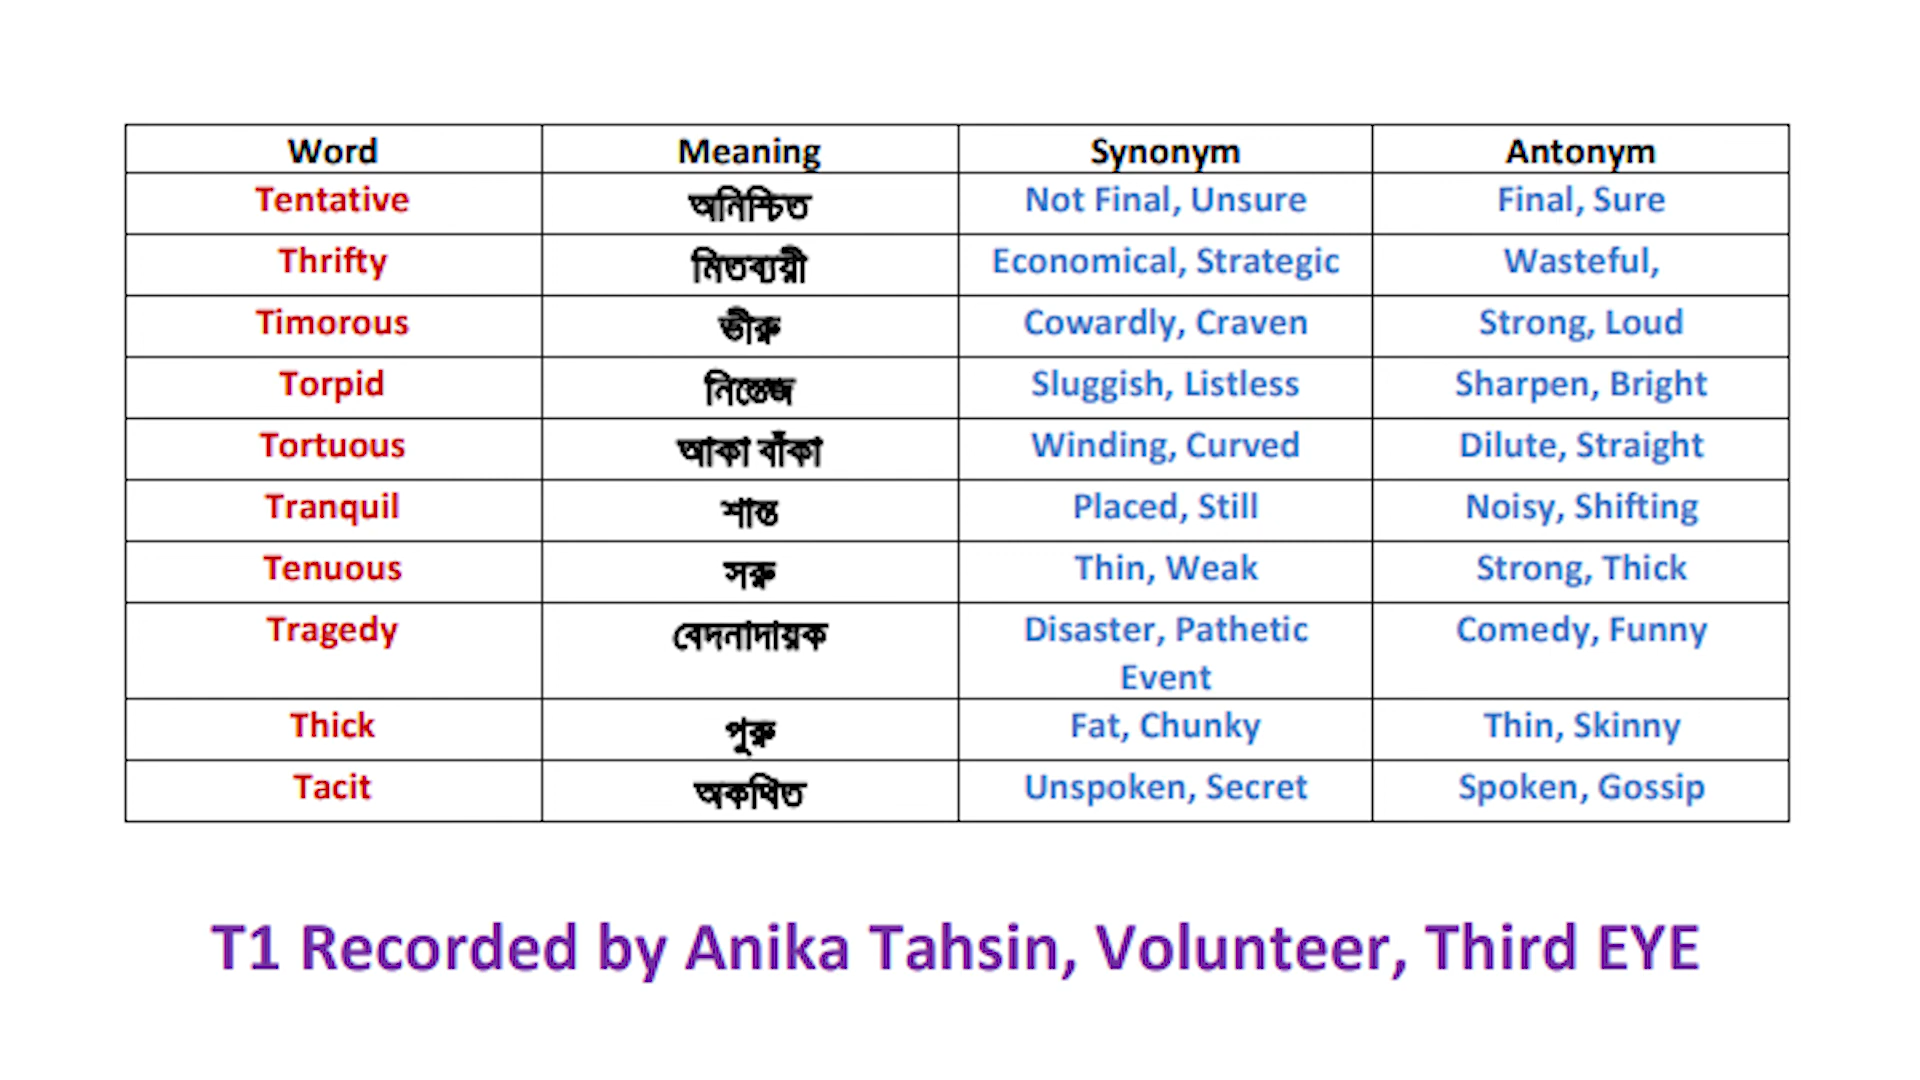 Word Meaning Synonym Antonym
Tentative অনিশ্চিত Not Final, Unsure Final, Sure
Thrifty মিতব্যয়ী Economical, Strategic Wasteful,
Timorous ভীরু Cowardly, Craven Strong, Loud
Torpid নিস্তেজ Sluggish, Listless Sharpen, Bright
Tortuous আকা বাঁকা Winding, Curved Dilute, Straight
Tranquil শান্ত Placed, Still Noisy, Shifting
Tenuous সরু Thin, Weak Strong, Thick
Tragedy বেদনাদায়ক Disaster, Pathetic Comedy, Funny
Event
Thick পুরু Fat, Chunky Thin, Skinny
Tacit অকথিত Unspoken, Secret Spoken, Gossip
T1 Recorded by Anika Tahsin, Volunteer, Third EYE